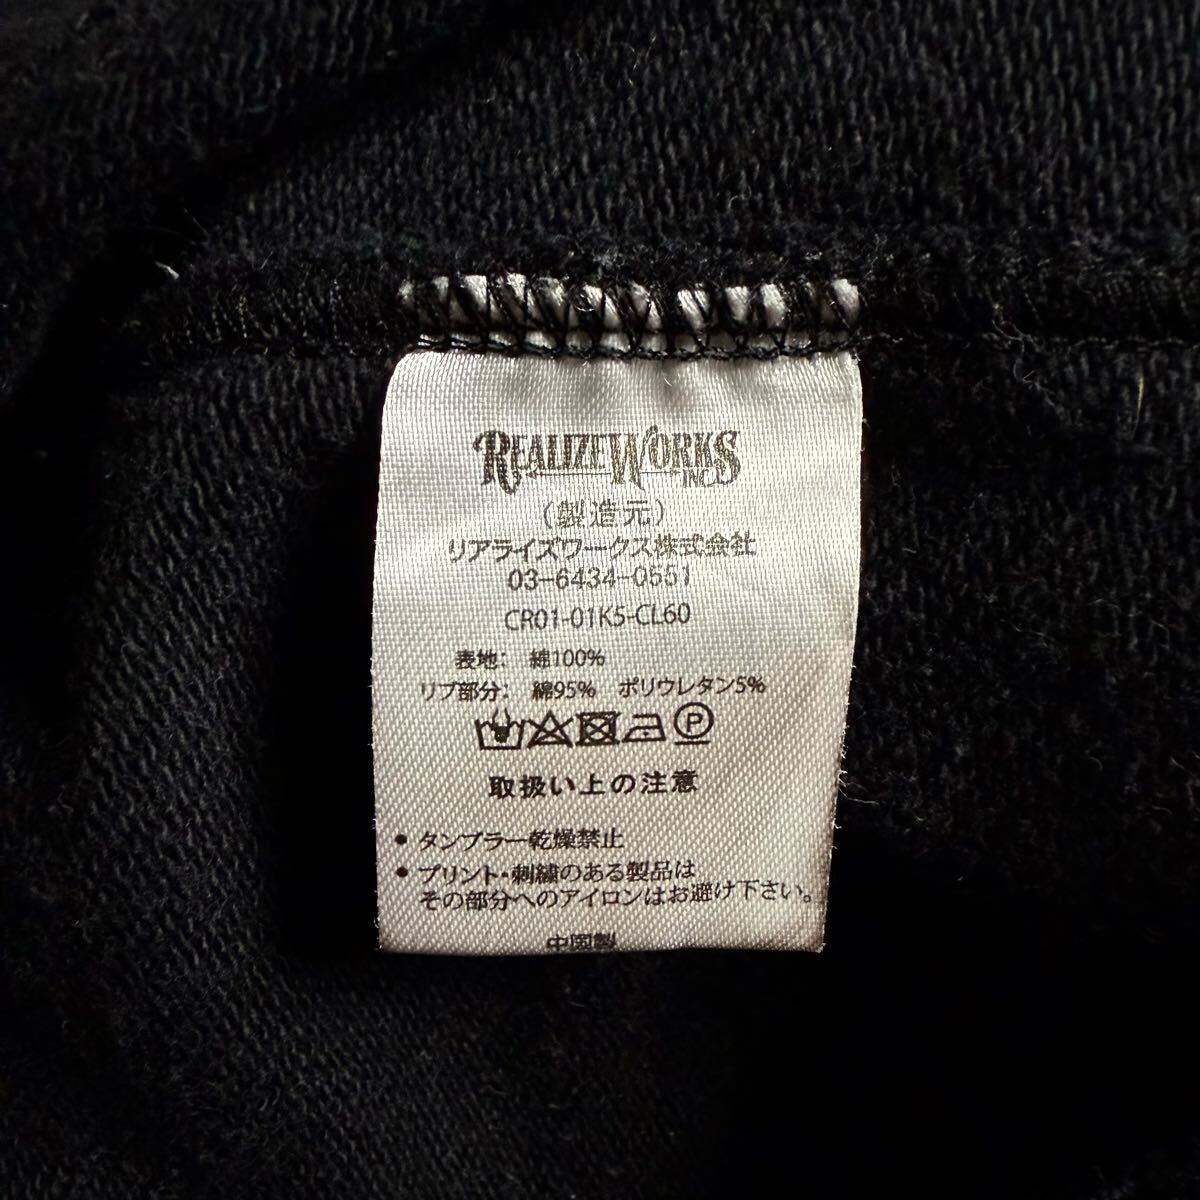 REALIZEWORKS
INC.
(製造元)
リアライズワークス株式会社
03-6434-0551
CR01-01K5-CL60
表地: 綿100%
リブ部分: 綿95% ポリウレタン5%
P
取扱い上の注意
• タンブラー乾燥禁止
• プリント・刺繍のある製品は
その部分へのアイロンはお避け下さい。
中国製